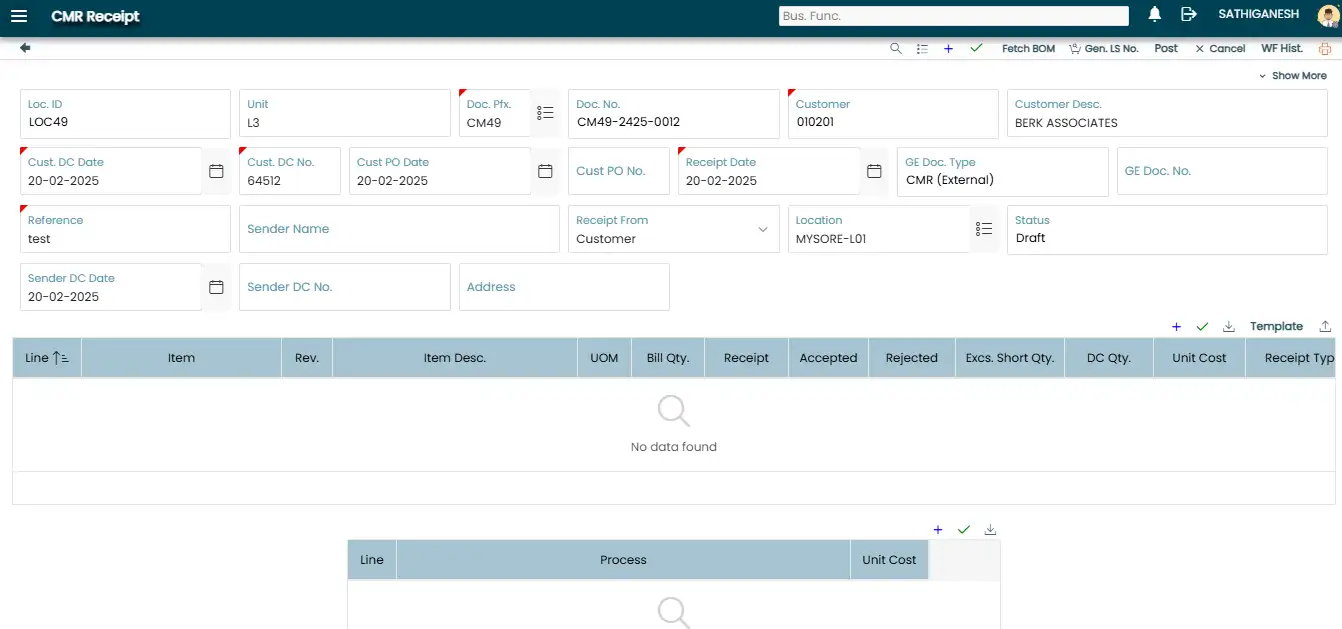 CMR Receipt
Bus. Func.
SATHIGANESH
Fetch BOM Gen. LS No. Post Cancel WF Hist.
Show More
Loc. ID Unit Doc. Pfx. Doc. No. Customer Customer Desc.
LOC49 L3 CM49 CM49-2425-0012 010201 BERK ASSOCIATES
Cust. DC Date Cust. DC No. Cust PO Date Cust PO No. Receipt Date GE Doc. Type GE Doc. No.
20-02-2025 64512 20-02-2025 20-02-2025 CMR (External)
Reference Sender Name Receipt From Location Status
test Customer MYSORE-L01 Draft
Sender DC Date Sender DC No. Address
20-02-2025
Template
Line Item Rev. Item Desc. UOM Bill Qty. Receipt Accepted Rejected Excs. Short Qty. DC Qty. Unit Cost Receipt Typ
No data found
Line Process Unit Cost